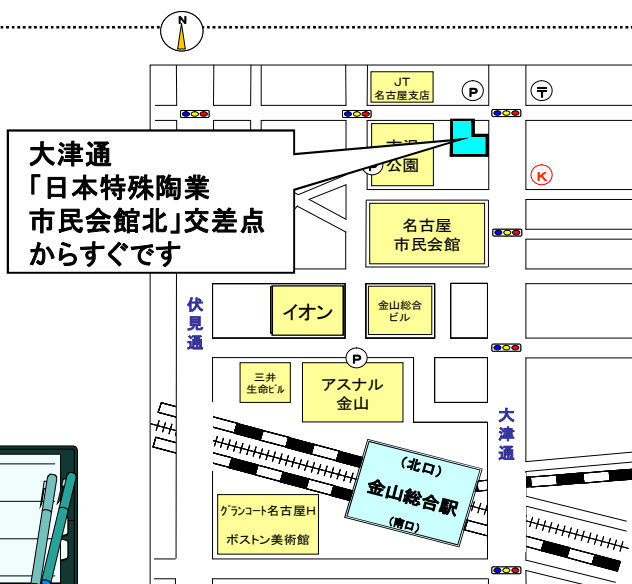 N
JT
名古屋支店
P
〒
大津通
「日本特殊陶業
市民会館北」交差点
からすぐです
公園
P
K
名古屋
市民会館
伏見通
イオン
金山総合
ビル
P
三井
生命ビル
アスナル
金山
大津通
(北口)
金山総合駅
(南口)
グランコート名古屋H
ボストン美術館